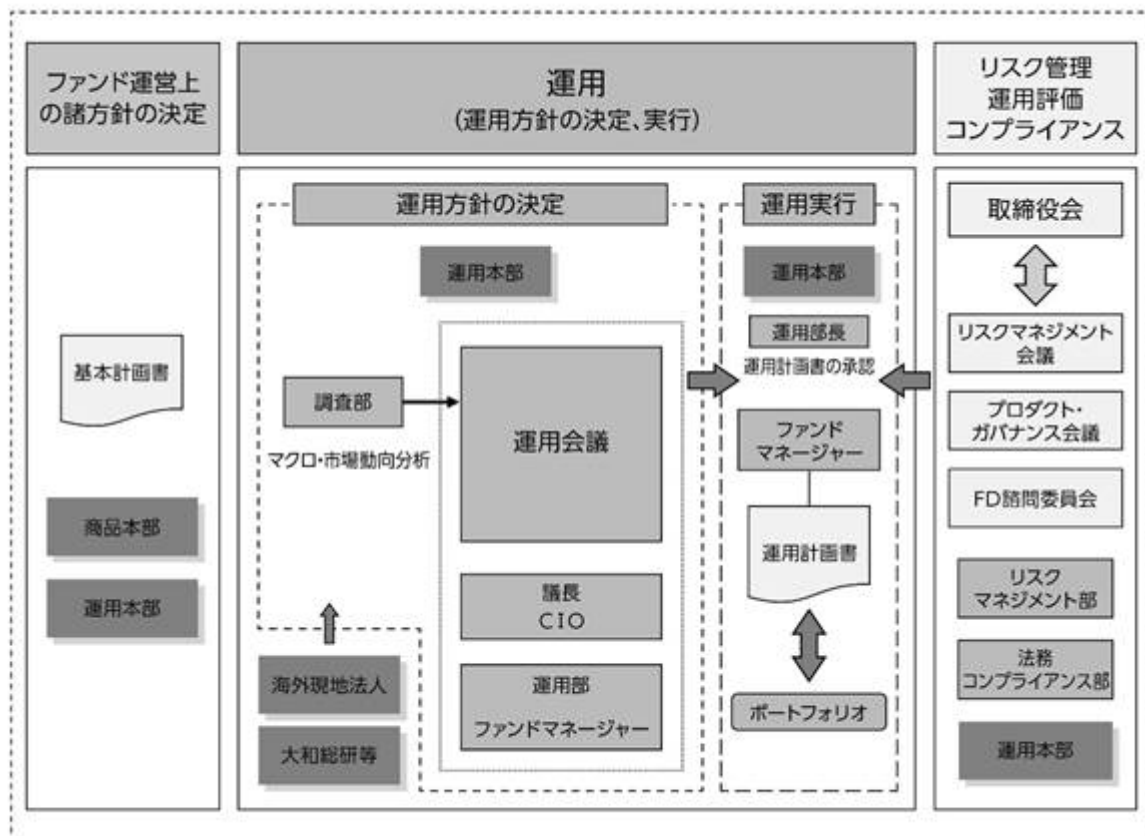 ファンド運営上
の諸方針の決定
運用
(運用方針の決定、実行)
リスク管理
運用評価
コンプライアンス
基本計画書
商品本部
運用本部
運用方針の決定
運用本部
調査部
マクロ・市場動向分析
運用会議
議長
CIO
運用部
ファンドマネージャー
海外現地法人
大和総研等
運用実行
運用本部
運用部長
運用計画書の承認
ファンド
マネージャー
運用計画書
ポートフォリオ
取締役会
リスクマネジメント
会議
プロダクト・
ガバナンス会議
FD諮問委員会
リスク
マネジメント部
法務
コンプライアンス部
運用本部